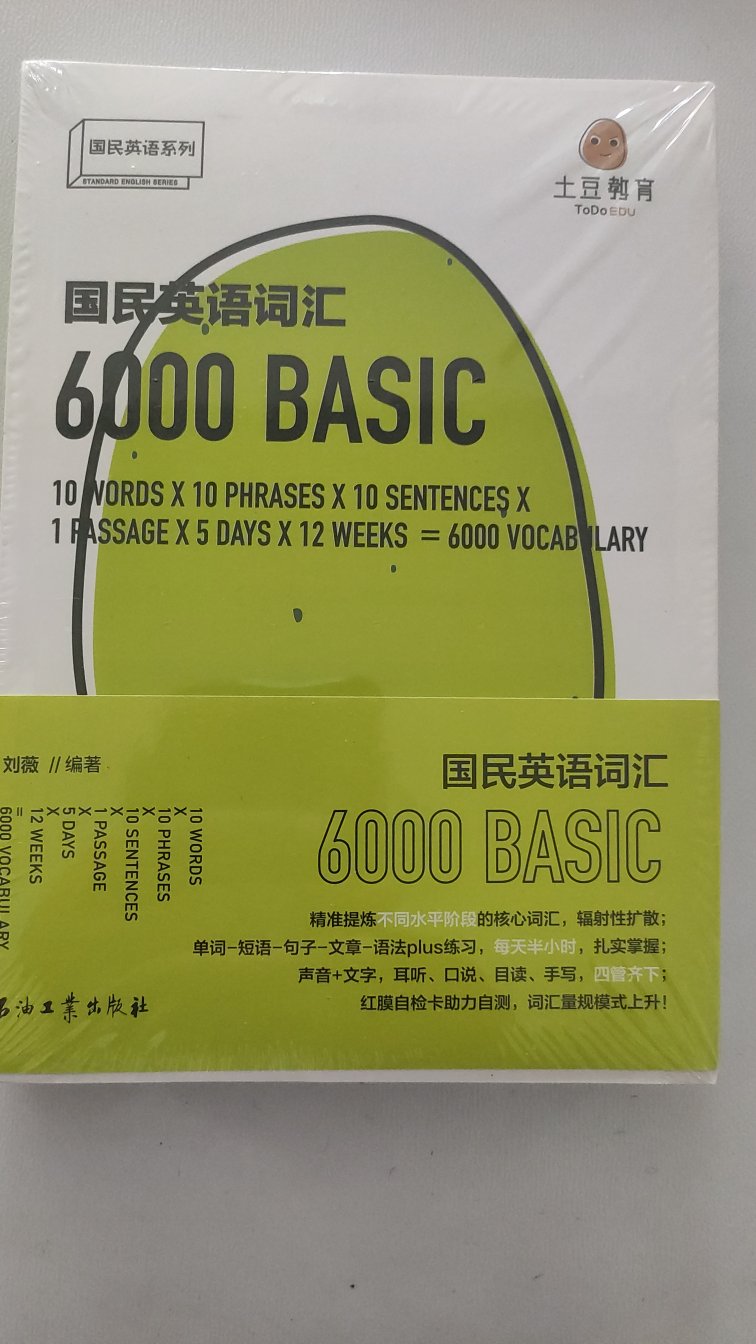 国民英语系列
STANDARD ENGLISH SERIES
土豆教育
ToDo EDU
国民英语词汇
6000 BASIC
10 WORDS X 10 PHRASES X 10 SENTENCES X
1 PASSAGE X 5 DAYS X 12 WEEKS = 6000 VOCABULARY
刘薇 // 编著
10 WORDS
X
10 PHRASES
X
10 SENTENCES
X
1 PASSAGE
X
5 DAYS
X
12 WEEKS
=
6000 VOCABULARY
国民英语词汇
6000 BASIC
精准提炼不同水平阶段的核心词汇，辐射性扩散；
单词-短语-句子-文章-语法plus练习，每天半小时，扎实掌握；
声音+文字，耳听、口说、目读、手写，四管齐下；
红膜自检卡助力自测，词汇量规模式上升！
石油工業出版社